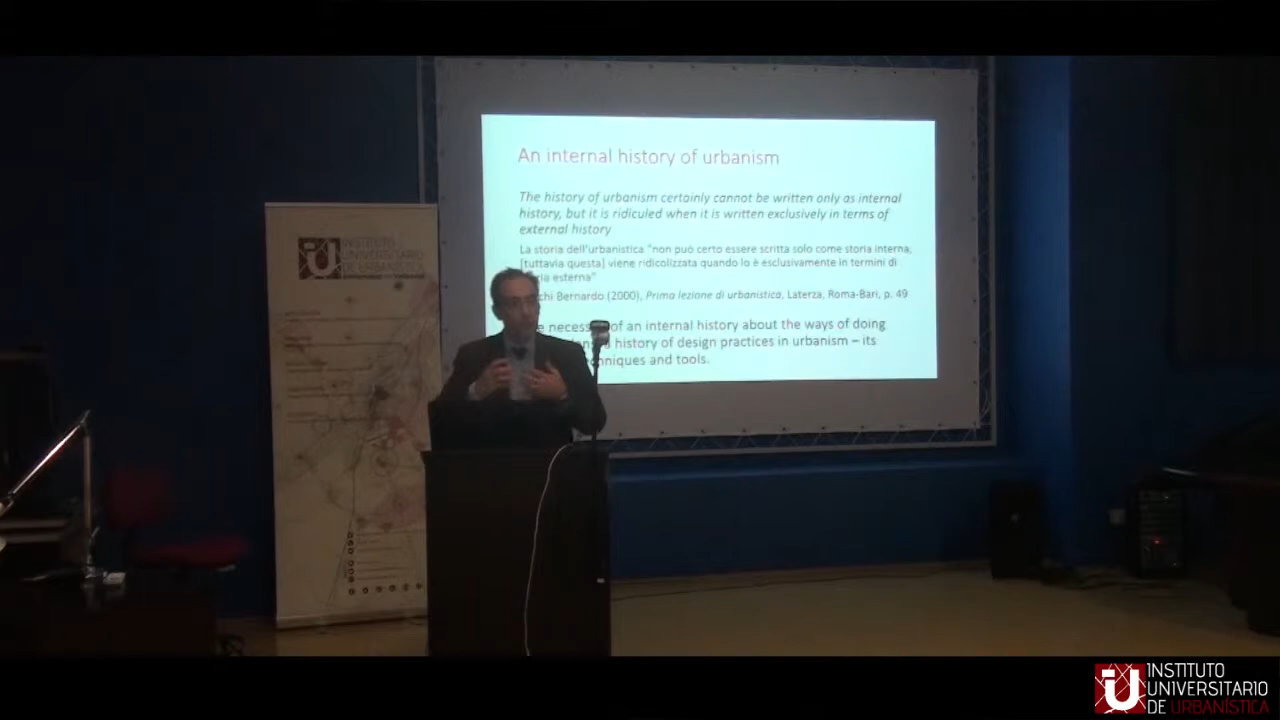 An internal history of urbanism
The history of urbanism certainly cannot be written only as internal
history, but it is ridiculed when it is written exclusively in terms of
external history
La storia dell'urbanistica "non può certo essere scritta solo come storia interna,
[tuttavia questa] viene ridicolizzata quando lo è esclusivamente in termini di
esterna"
Bernardo (2000), Prima lezione di urbanistica, Laterza, Roma-Bari, p. 49
of an internal history about the ways of doing
history of design practices in urbanism – its
and tools.
INSTITUTO
UNIVERSITARIO
DE URBANÍSTICA
INSTITUTO
UNIVERSITARIO
DE URBANÍSTICA